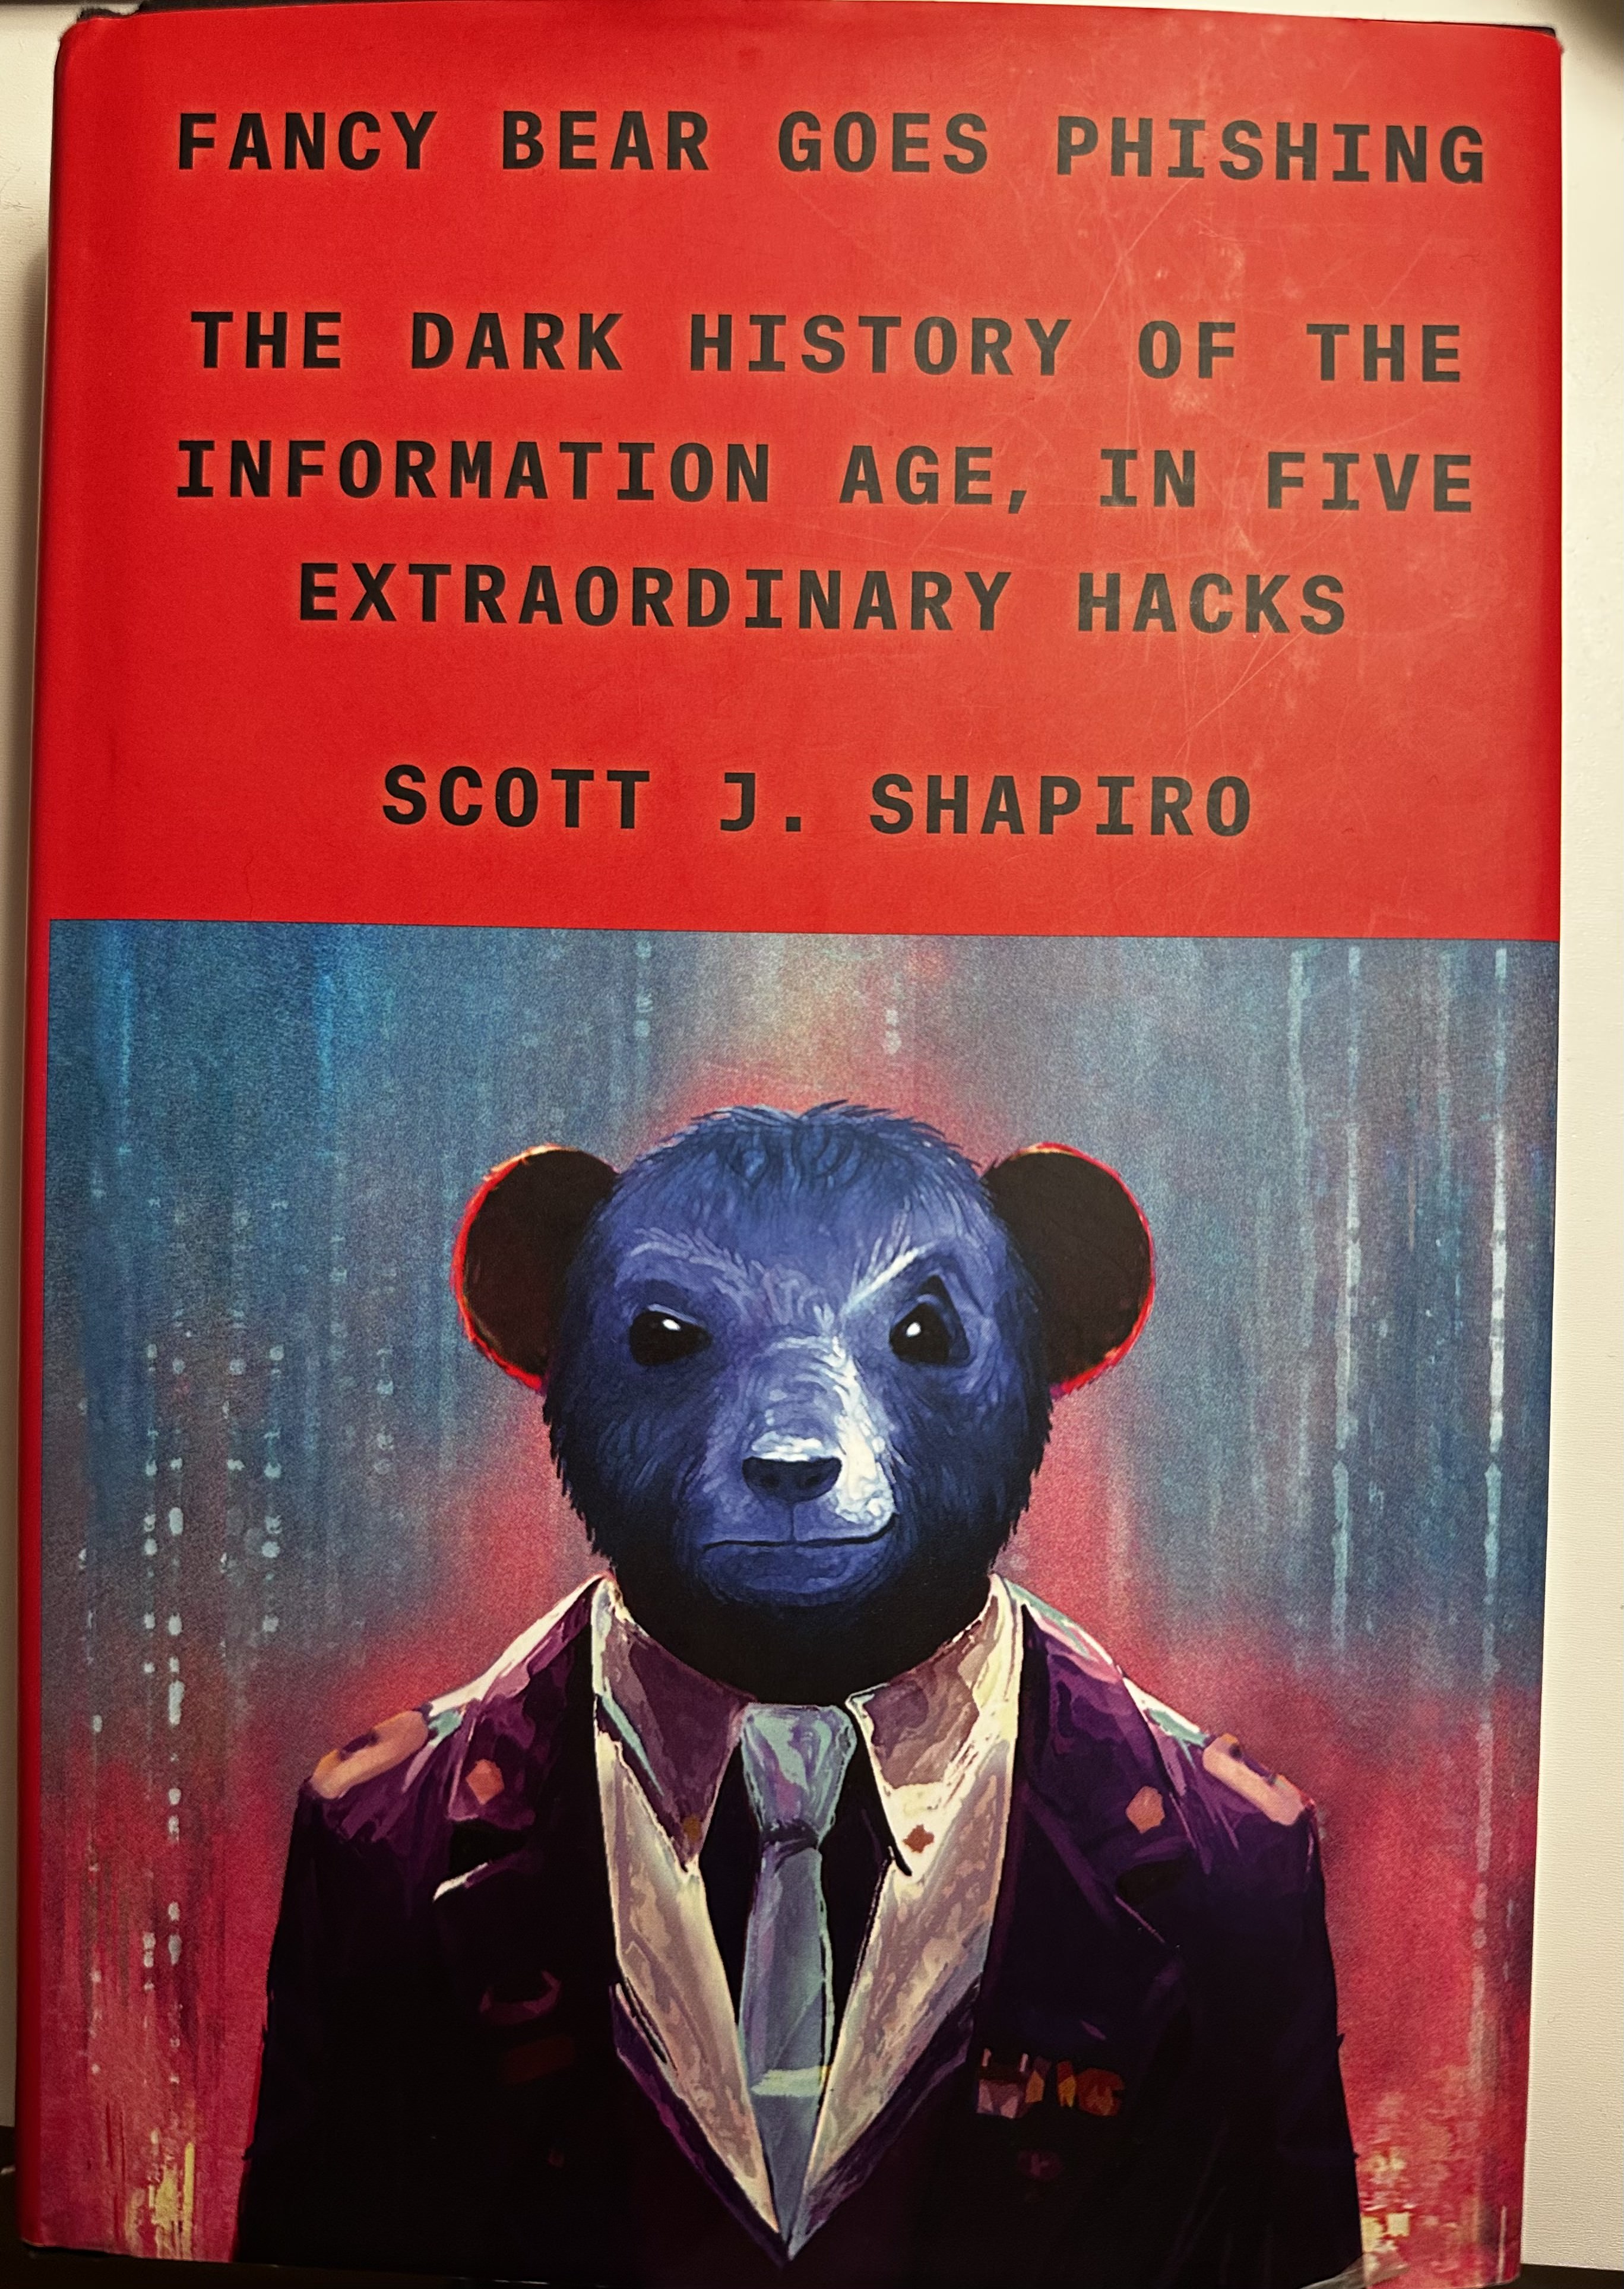 FANCY BEAR GOES PHISHING
THE DARK HISTORY OF THE
INFORMATION AGE, IN FIVE
EXTRAORDINARY HACKS
SCOTT J. SHAPIRO